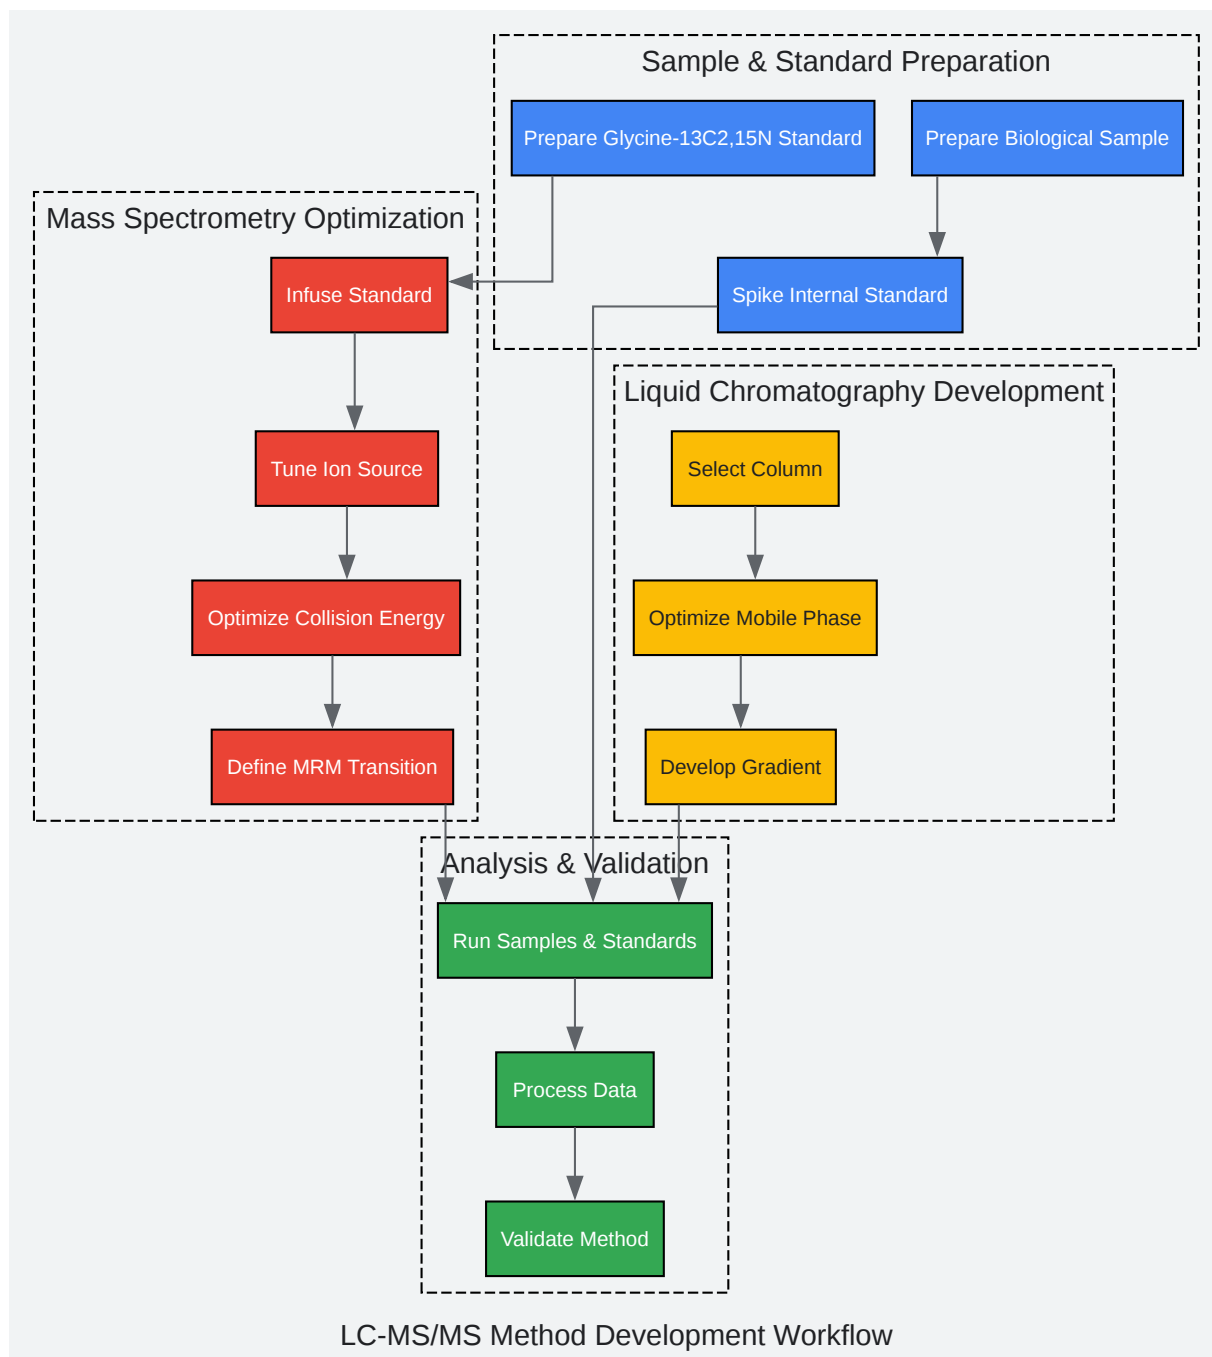 Sample & Standard Preparation
Prepare Glycine-13C2,15N Standard
Prepare Biological Sample
Spike Internal Standard
Mass Spectrometry Optimization
Infuse Standard
Tune Ion Source
Optimize Collision Energy
Define MRM Transition
Liquid Chromatography Development
Select Column
Optimize Mobile Phase
Develop Gradient
Analysis & Validation
Run Samples & Standards
Process Data
Validate Method
LC-MS/MS Method Development Workflow